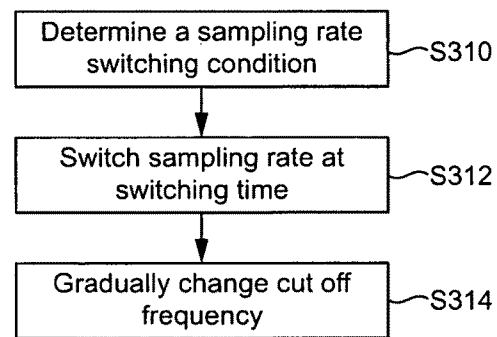 Determine a sampling rate
switching condition
S310
Switch sampling rate at
switching time
S312
Gradually change cut off
frequency
S314